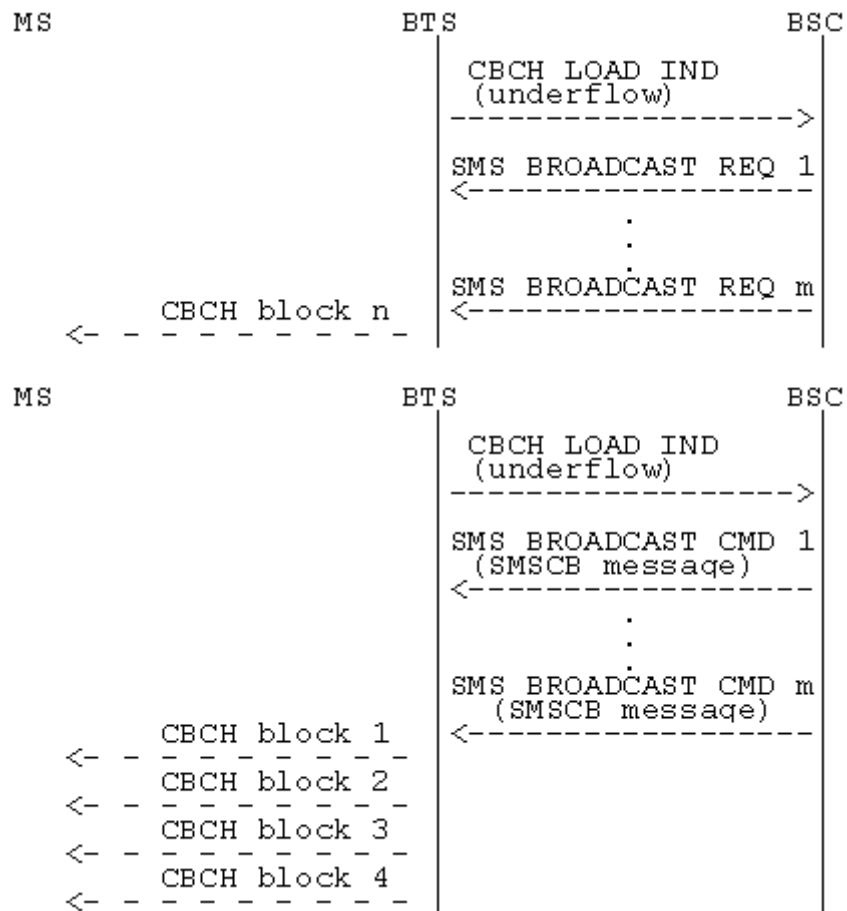 MS BTS BSC
CBCH LOAD IND
(underflow)
SMS BROADCAST REQ 1
.
.
.
SMS BROADCAST REQ m
CBCH block n
MS BTS BSC
CBCH LOAD IND
(underflow)
SMS BROADCAST CMD 1
(SMSCB message)
.
.
.
SMS BROADCAST CMD m
(SMSCB message)
CBCH block 1
CBCH block 2
CBCH block 3
CBCH block 4